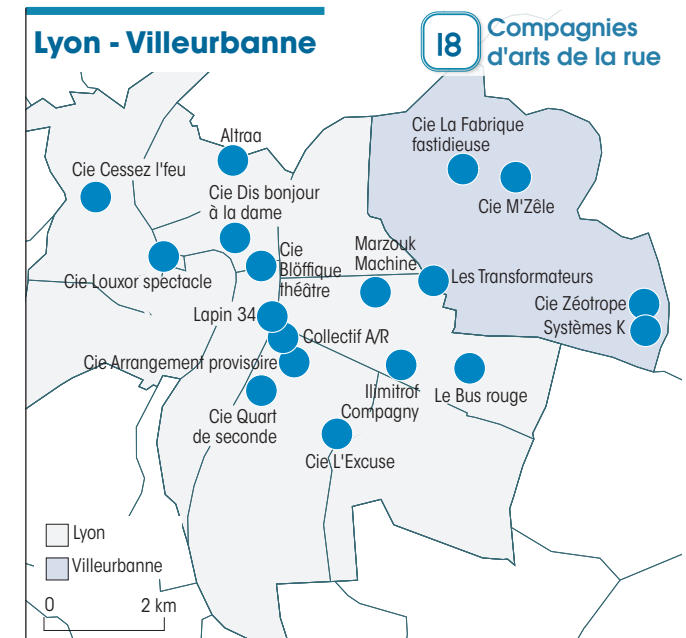 Lyon - Villeurbanne
18
Compagnies
d'arts de la rue
Altraa
Cie La Fabrique
fastidieuse
Cie Cessez l'feu
Cie Dis bonjour
à la dame
Cie M'Zêle
Cie
Blöffique
théâtre
Marzouk
Machine
Cie Louxor spectacle
Les Transformateurs
Cie Zéotrope
Lapin 34
Systèmes K
Collectif A/R
Cie Arrangement provisoire
Ilimitrof
Compagny
Le Bus rouge
Cie Quart
de seconde
Cie L'Excuse
Lyon
Villeurbanne
0
2 km